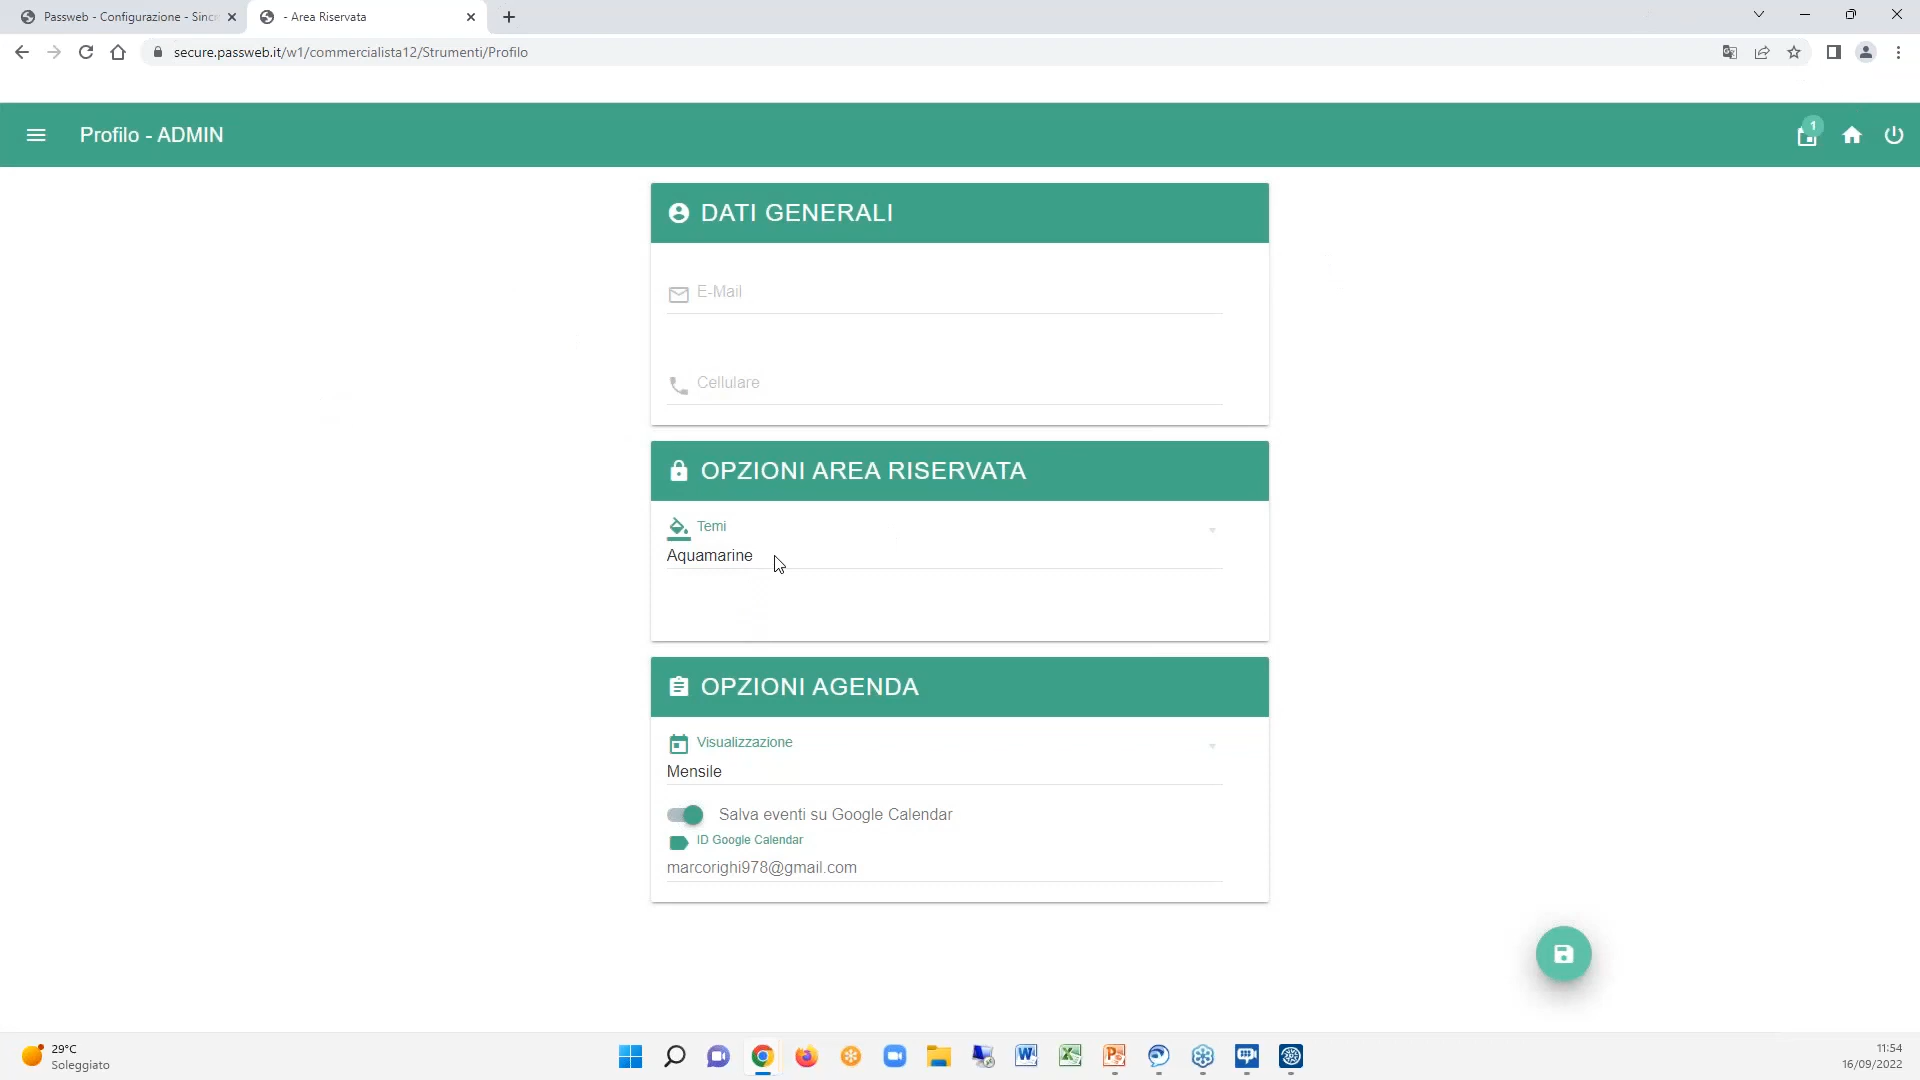 Passweb - Configurazione - Sinc
- Area Riservata
secure.passweb.it/w1/commercialista12/Strumenti/Profilo
Profilo - ADMIN
1
DATI GENERALI
E-Mail
Cellulare
OPZIONI AREA RISERVATA
Temi
Aquamarine
OPZIONI AGENDA
Visualizzazione
Mensile
Salva eventi su Google Calendar
ID Google Calendar
marcorighi978@gmail.com
29°C
Soleggiato
11:54
16/09/2022